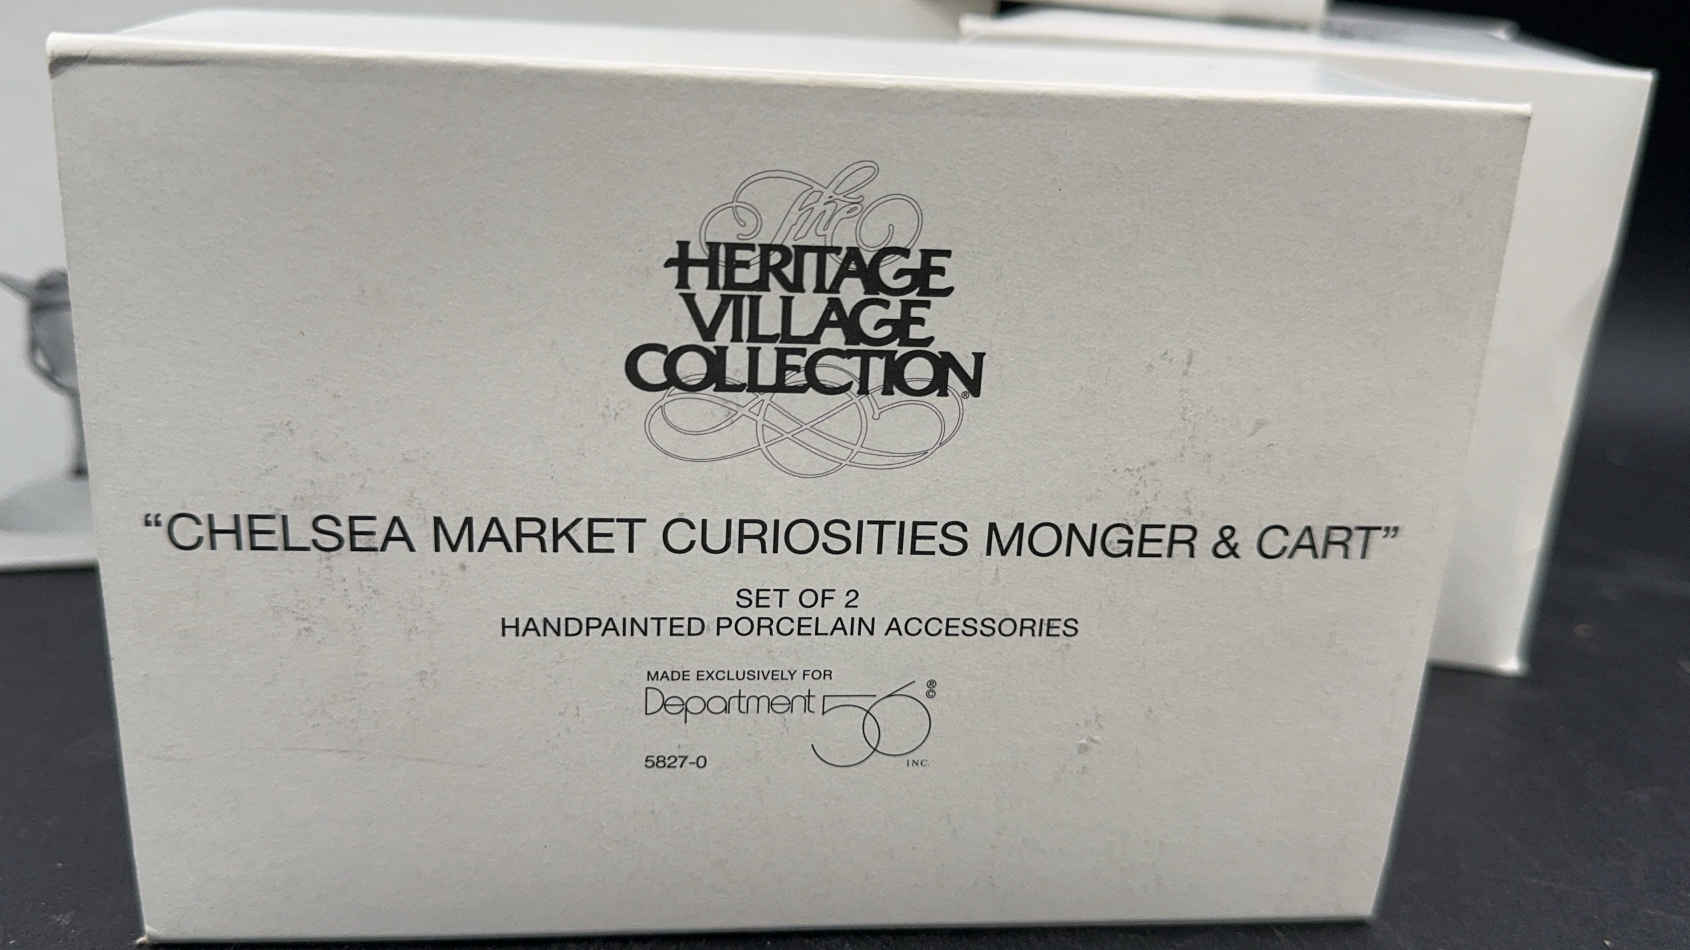 The
HERITAGE
VILLAGE
COLLECTION®
“CHELSEA MARKET CURIOSITIES MONGER & CART”
SET OF 2
HANDPAINTED PORCELAIN ACCESSORIES
MADE EXCLUSIVELY FOR
Department 56 ®©
5827-0 INC.